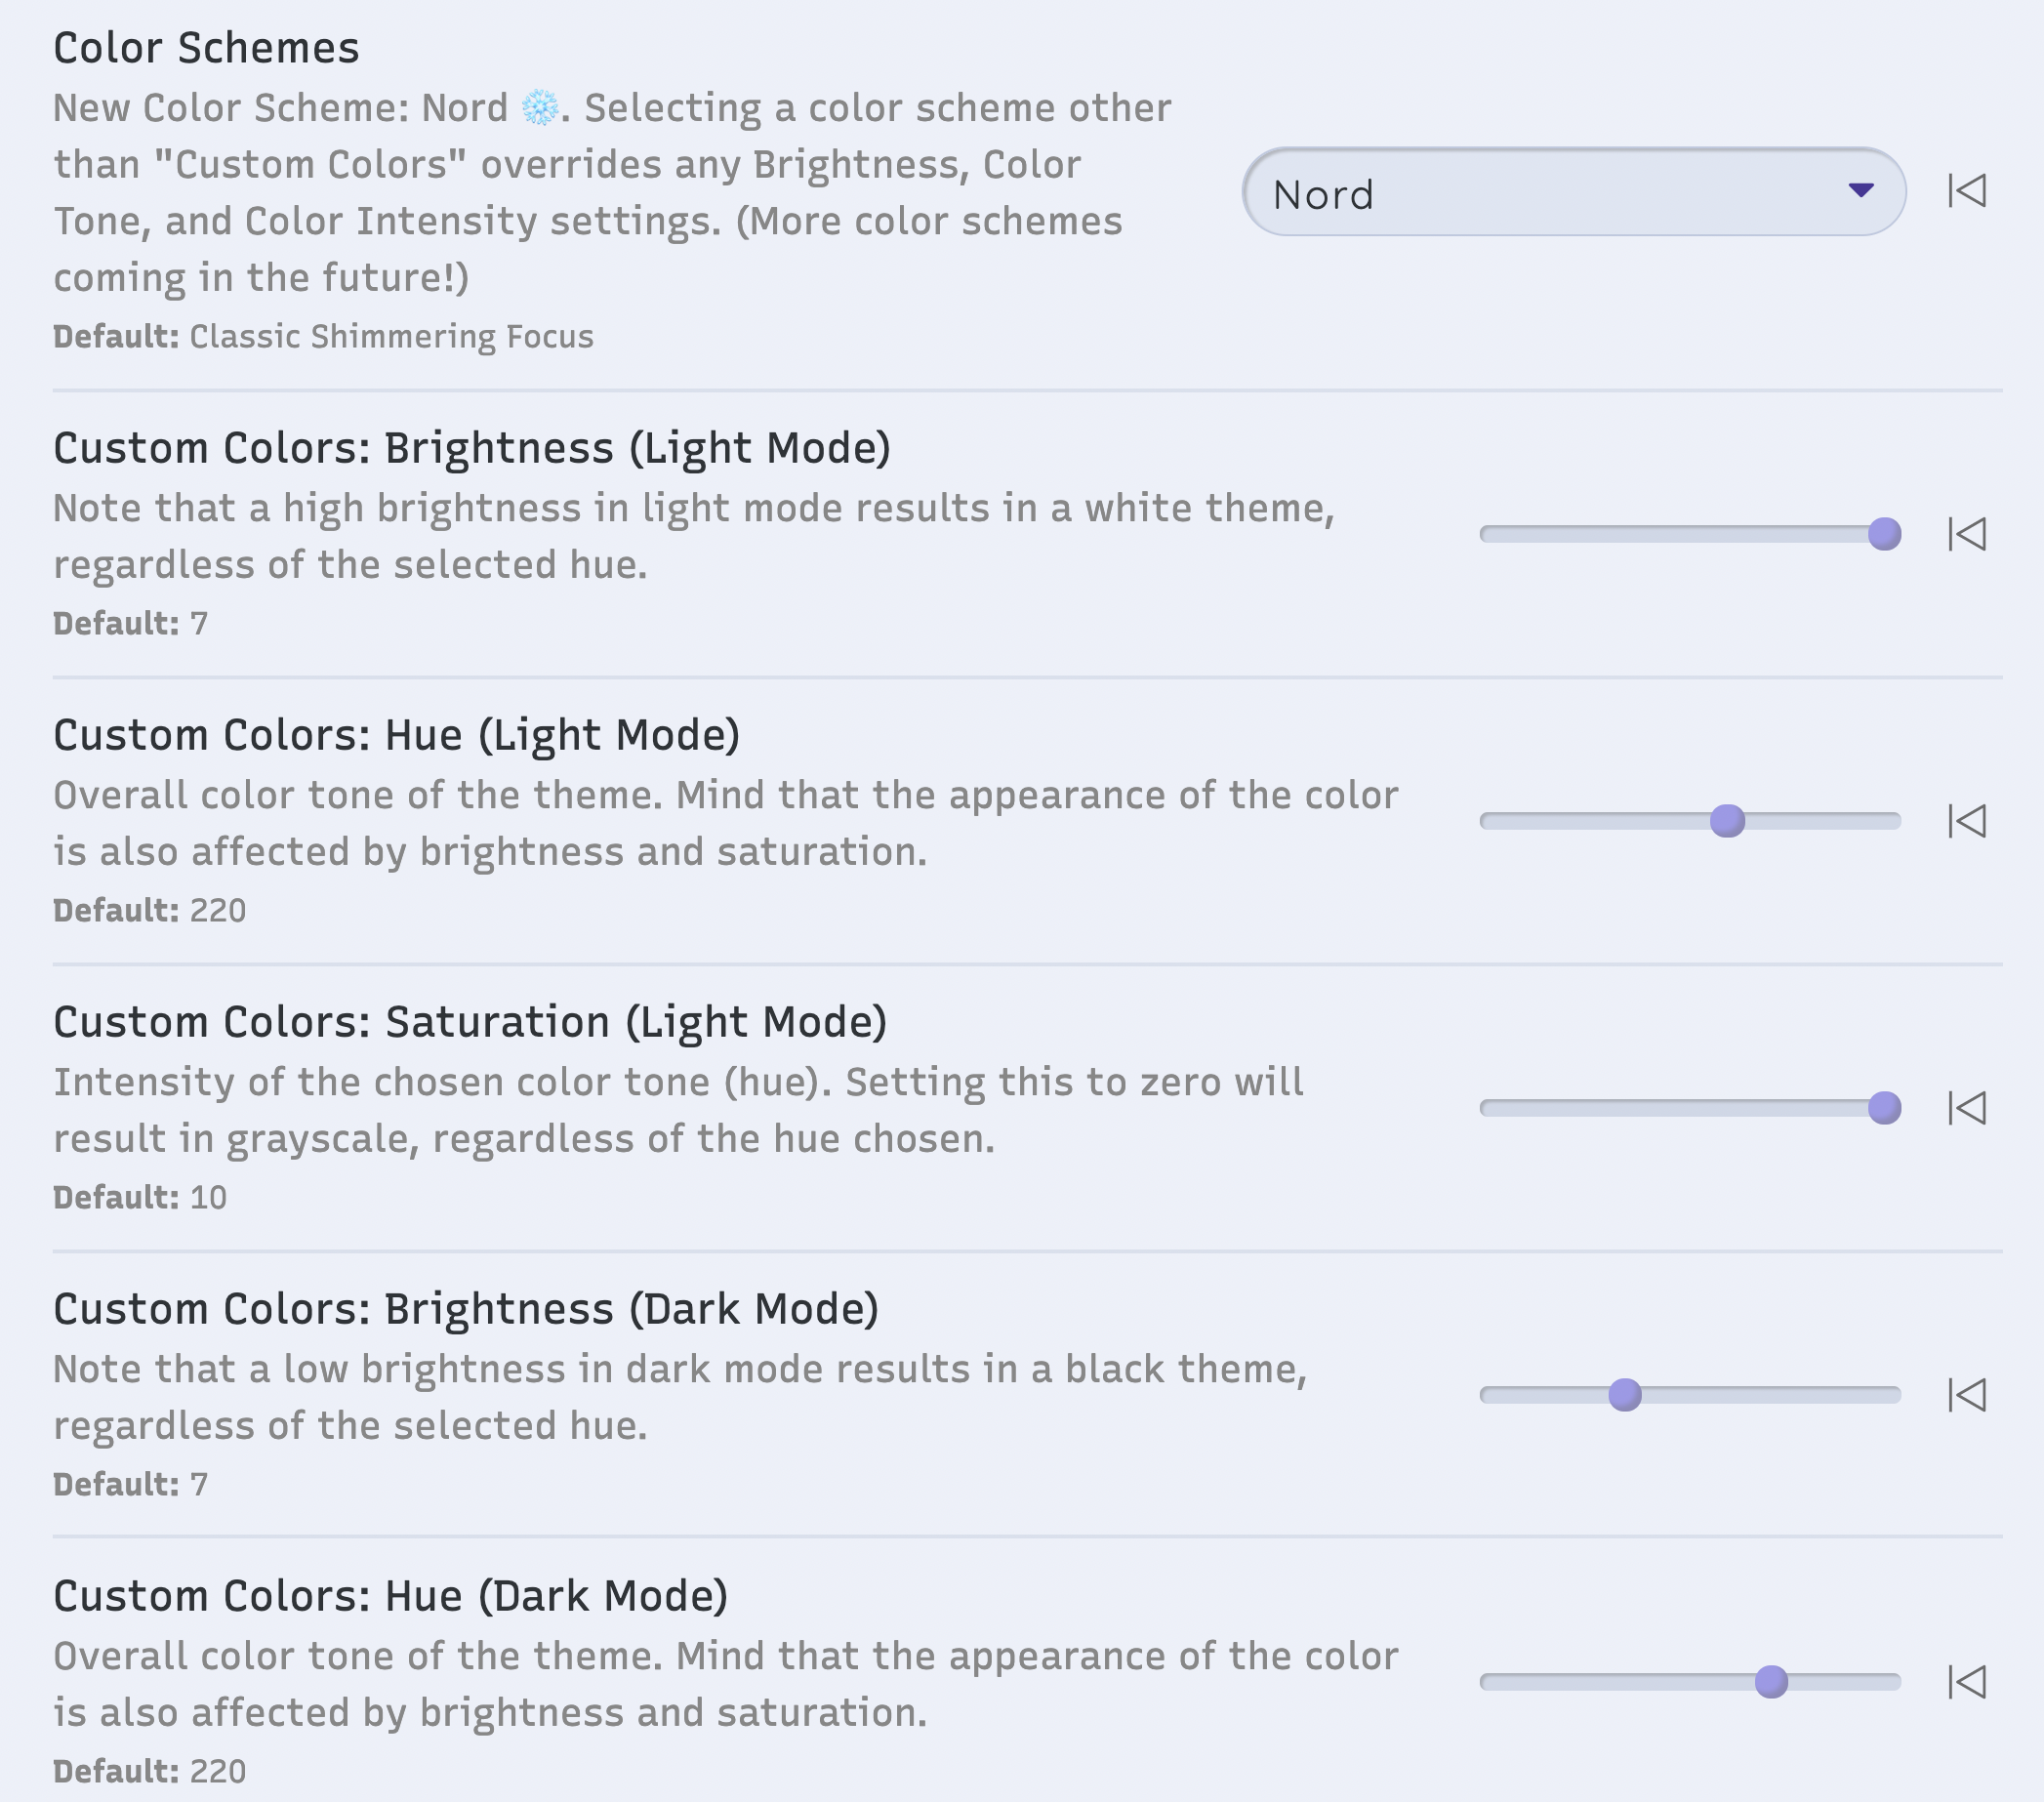 Color Schemes
New Color Scheme: Nord ❄️. Selecting a color scheme other
than "Custom Colors" overrides any Brightness, Color
Tone, and Color Intensity settings. (More color schemes
coming in the future!)
Default: Classic Shimmering Focus
Nord
Custom Colors: Brightness (Light Mode)
Note that a high brightness in light mode results in a white theme,
regardless of the selected hue.
Default: 7
Custom Colors: Hue (Light Mode)
Overall color tone of the theme. Mind that the appearance of the color
is also affected by brightness and saturation.
Default: 220
Custom Colors: Saturation (Light Mode)
Intensity of the chosen color tone (hue). Setting this to zero will
result in grayscale, regardless of the hue chosen.
Default: 10
Custom Colors: Brightness (Dark Mode)
Note that a low brightness in dark mode results in a black theme,
regardless of the selected hue.
Default: 7
Custom Colors: Hue (Dark Mode)
Overall color tone of the theme. Mind that the appearance of the color
is also affected by brightness and saturation.
Default: 220